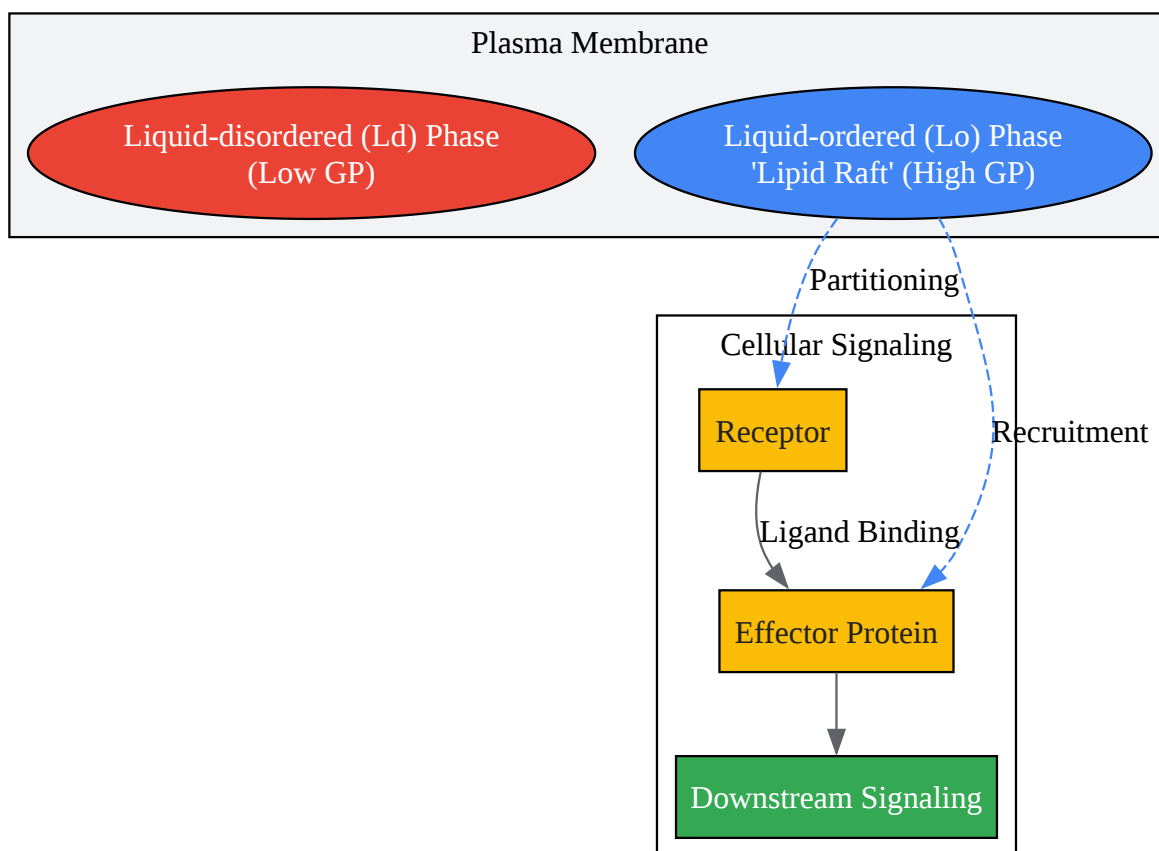 Plasma Membrane
Liquid-disordered (Ld) Phase
(Low GP)
Liquid-ordered (Lo) Phase
'Lipid Raft' (High GP)
Partitioning
Cellular Signaling
Receptor
Recruitment
Ligand Binding
Effector Protein
Downstream Signaling